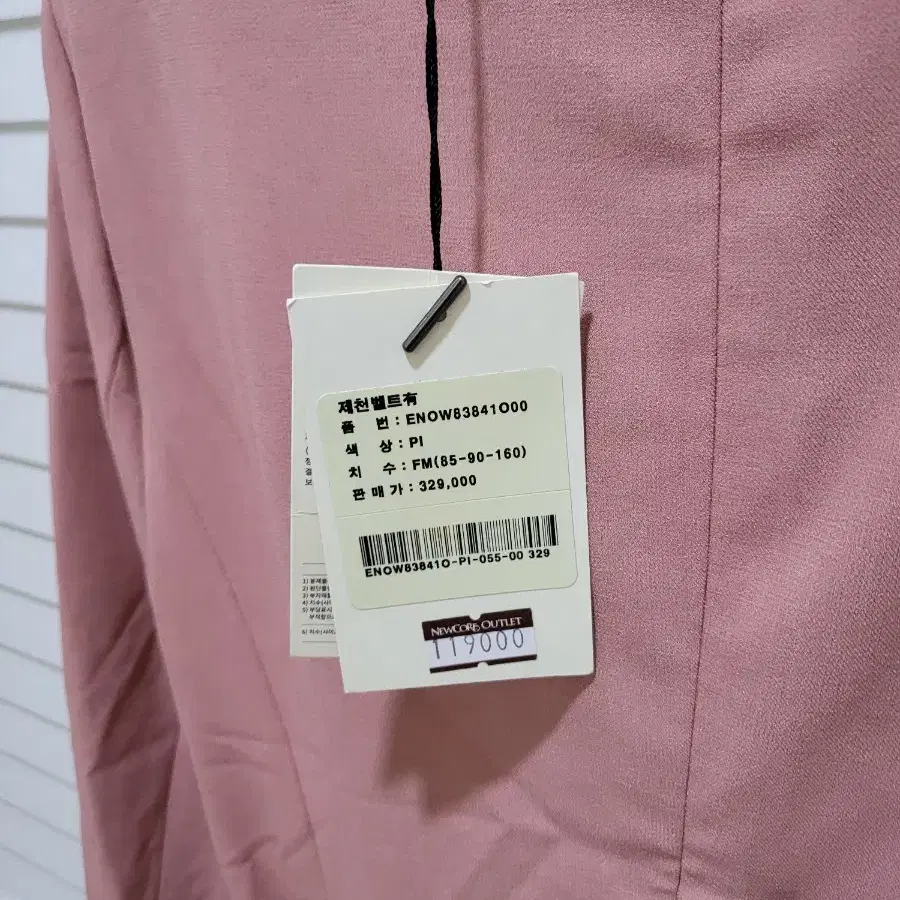 제천벨트有
품 번 : ENOW83841O00
색 상 : PI
치 수 : FM(85-90-160)
판 매 가 : 329,000
ENOW83841O-PI-055-00 329
NEWCORE OUTLET
119000